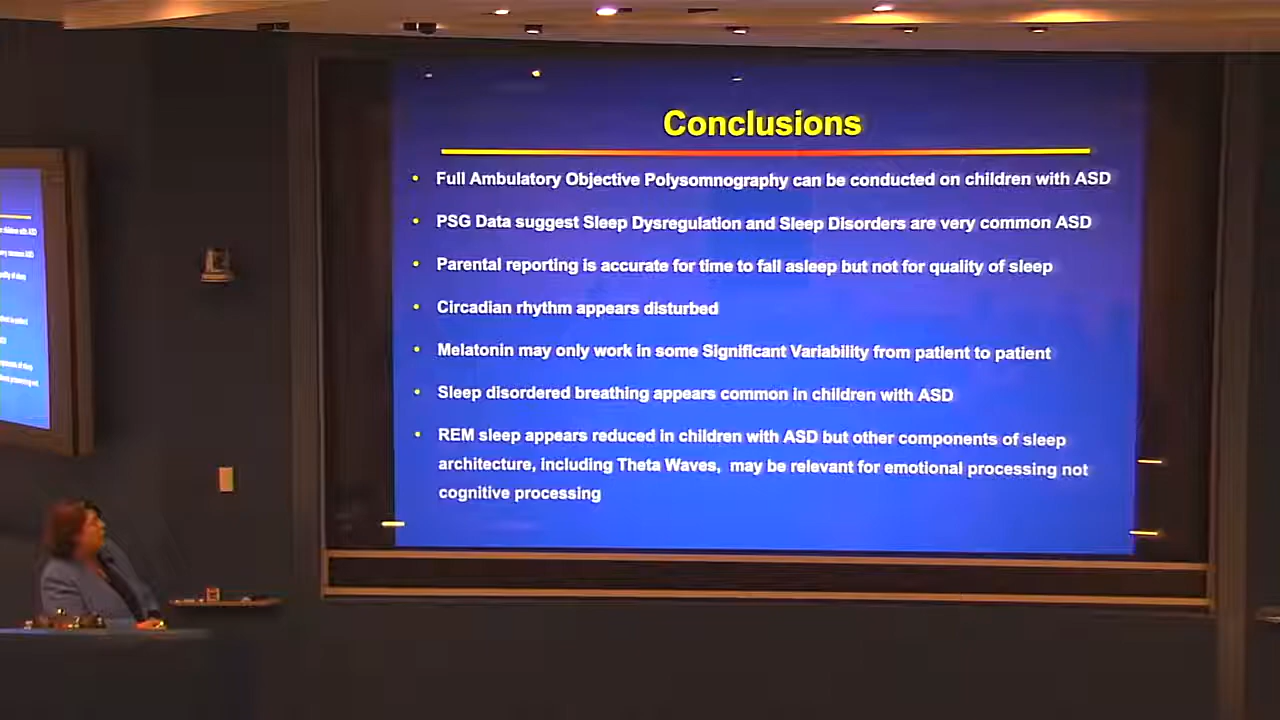 Conclusions
• Full Ambulatory Objective Polysomnography can be conducted on children with ASD
• PSG Data suggest Sleep Dysregulation and Sleep Disorders are very common ASD
• Parental reporting is accurate for time to fall asleep but not for quality of sleep
• Circadian rhythm appears disturbed
• Melatonin may only work in some Significant Variability from patient to patient
• Sleep disordered breathing appears common in children with ASD
• REM sleep appears reduced in children with ASD but other components of sleep
architecture, including Theta Waves, may be relevant for emotional processing not
cognitive processing